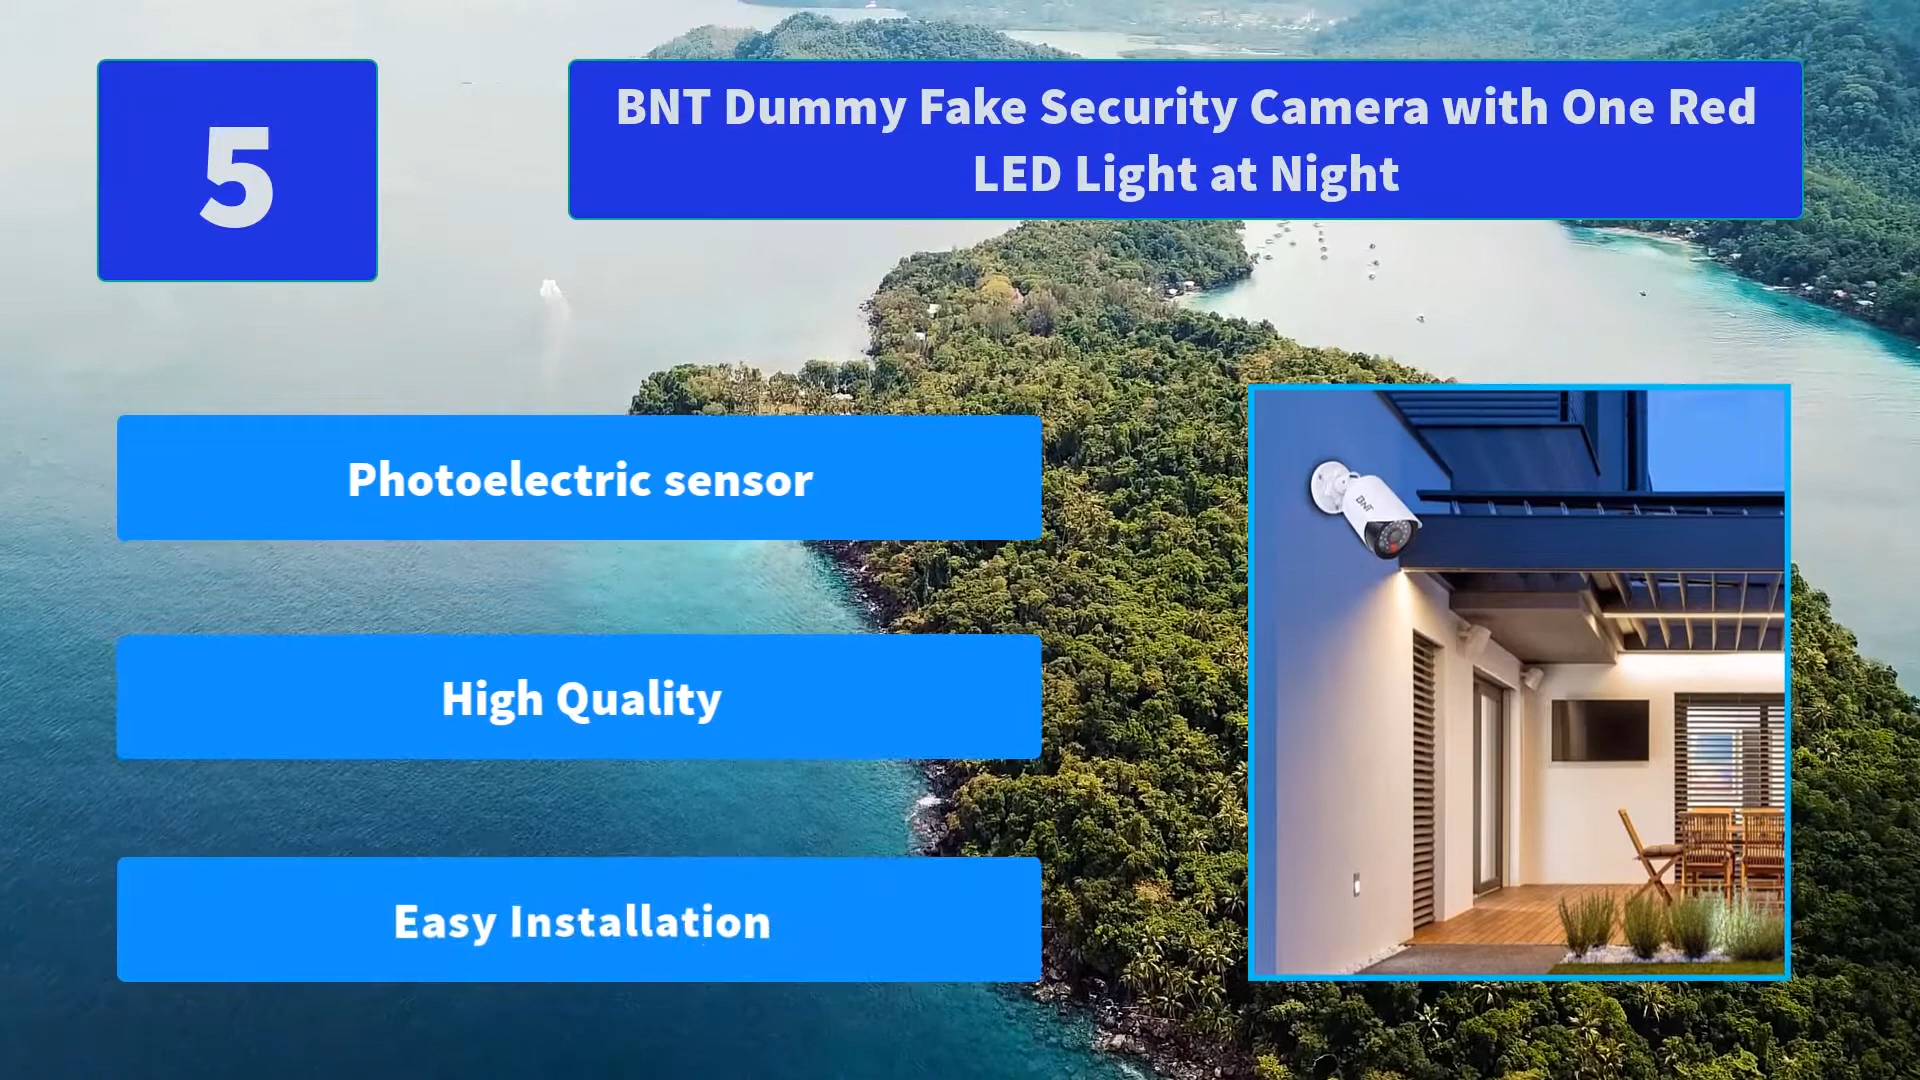 5
BNT Dummy Fake Security Camera with One Red
LED Light at Night
Photoelectric sensor
High Quality
Easy Installation
BNT